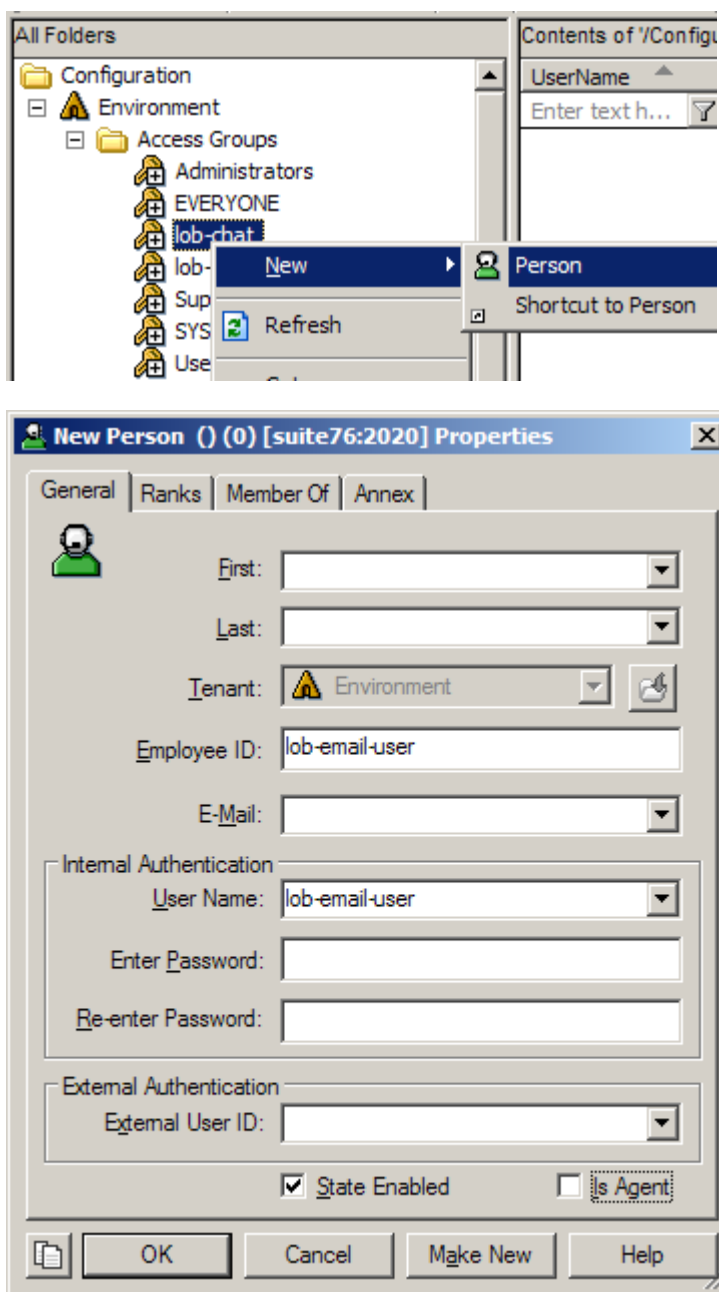 All Folders
Contents of '/Configu
Configuration
UserName
Environment
Enter text h...
Access Groups
Administrators
EVERYONE
lob-chat
lob-
New
Person
Sup
Shortcut to Person
SYS
Refresh
Use
New Person () (0) [suite76:2020] Properties
General
Ranks
Member Of
Annex
First:
Last:
Tenant:
Environment
Employee ID:
lob-email-user
E-Mail:
Internal Authentication
User Name:
lob-email-user
Enter Password:
Re-enter Password:
External Authentication
External User ID:
State Enabled
Is Agent
OK
Cancel
Make New
Help